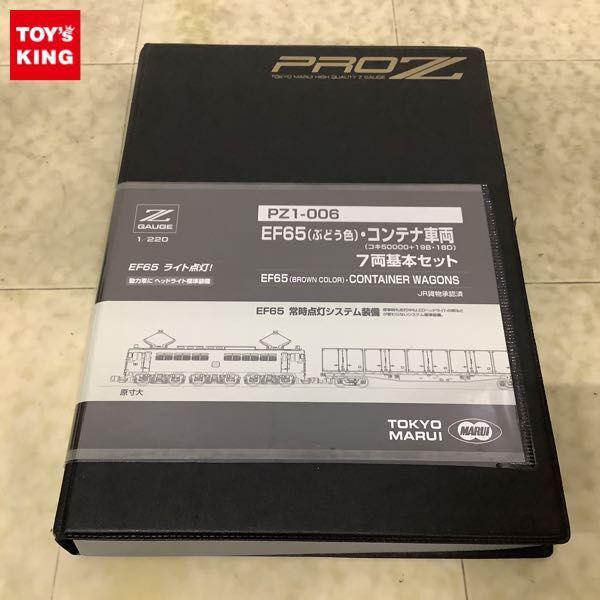 TOY'S
KING
PRO Z
TOKYO MARUI HIGH QUALITY Z GAUGE
Z
GAUGE
1/220
PZ1-006
EF65(ぶどう色)・コンテナ車両
(コキ50000+19B・18D)
7両基本セット
EF65 ライト点灯!
動力車に ヘッドライト標準装備
EF65 (BROWN COLOR)・CONTAINER WAGONS
JR貨物承認済
EF65 常時点灯システム装備
原寸大
TOKYO
MARUI
MARUI